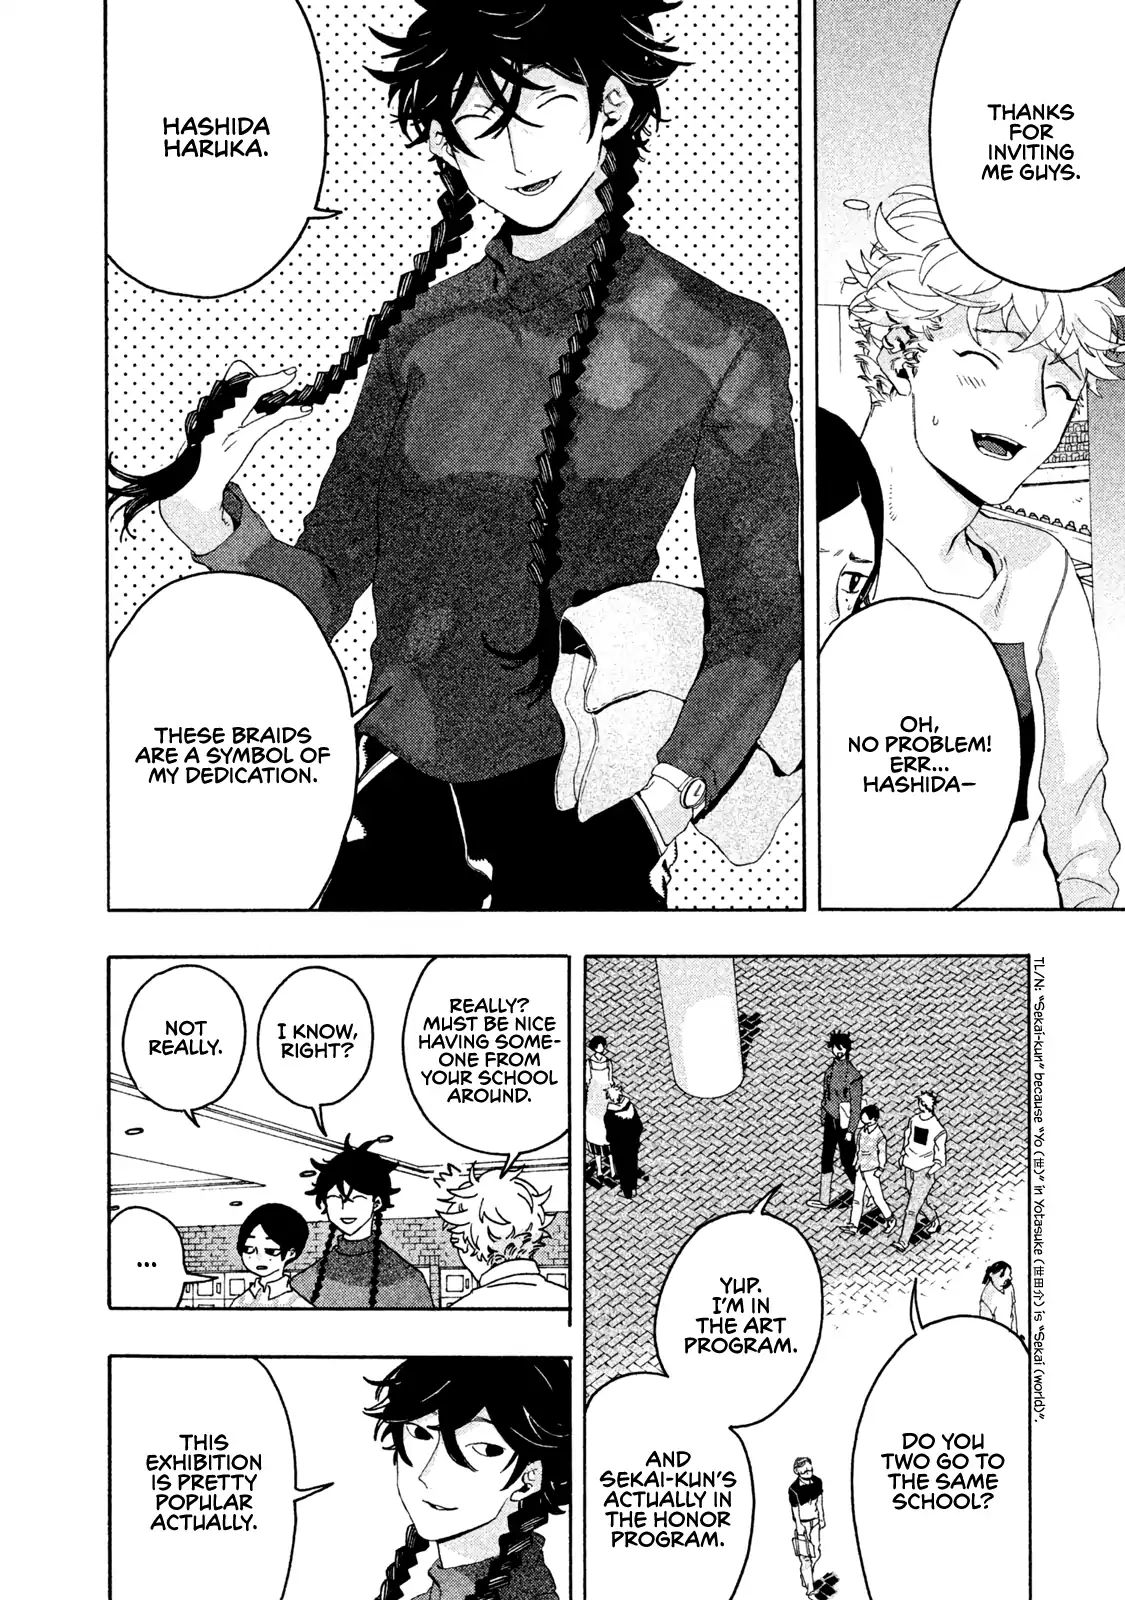 THANKS
FOR
INVITING
ME GUYS.
OH,
NO PROBLEM!
ERR...
HASHIDA—
HASHIDA
HARUKA.
THESE BRAIDS
ARE A SYMBOL OF
MY DEDICATION.
TL/N: "Sekai-kun" because "Yo (世)" in Yotasuke (世田介) is "Sekai (world)".
DO YOU
TWO GO TO
THE SAME
SCHOOL?
YUP.
I'M IN
THE ART
PROGRAM.
AND
SEKAI-KUN'S
ACTUALLY IN
THE HONOR
PROGRAM.
REALLY?
MUST BE NICE
HAVING SOME-
ONE FROM
YOUR SCHOOL
AROUND.
I KNOW,
RIGHT?
NOT
REALLY.
...
THIS
EXHIBITION
IS PRETTY
POPULAR
ACTUALLY.